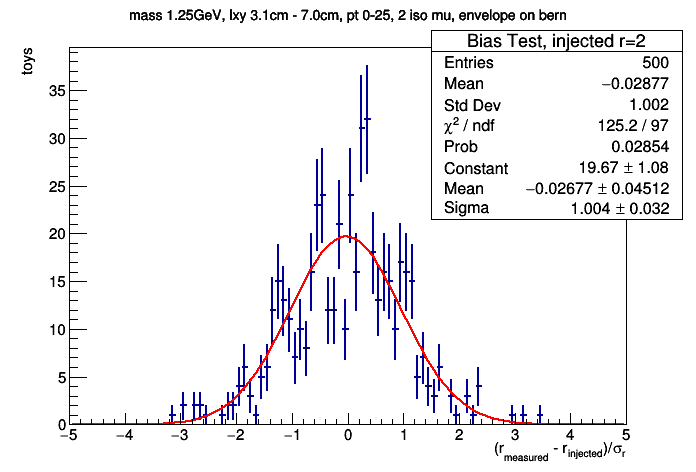 mass 1.25GeV, lxy 3.1cm - 7.0cm, pt 0-25, 2 iso mu, envelope on bern
Bias Test, injected r=2
Entries 500
Mean −0.02877
Std Dev 1.002
χ² / ndf 125.2 / 97
Prob 0.02854
Constant 19.67 ± 1.08
Mean −0.02677 ± 0.04512
Sigma 1.004 ± 0.032
toys
35
30
25
20
15
10
5
0
−5 −4 −3 −2 −1 0 1 2 3 4 5
(r_measured - r_injected)/σ_r